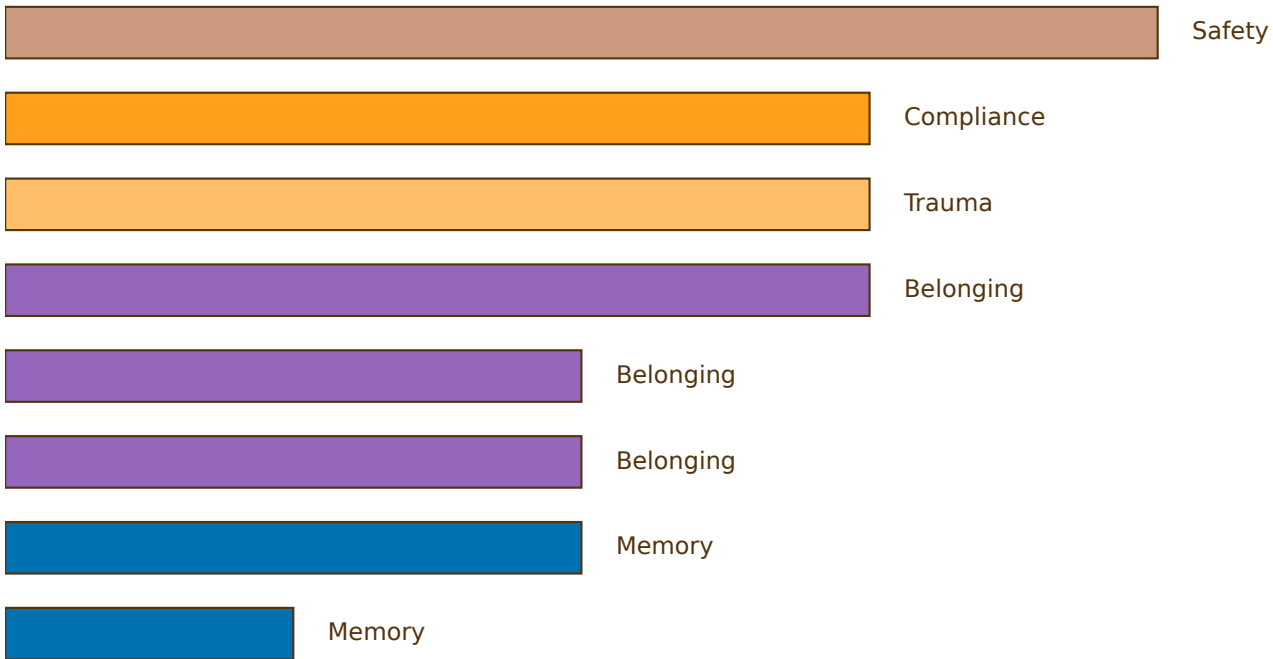 Safety
Compliance
Trauma
Belonging
Belonging
Belonging
Memory
Memory